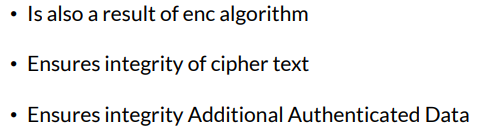 • Is also a result of enc algorithm
• Ensures integrity of cipher text
• Ensures integrity Additional Authenticated Data